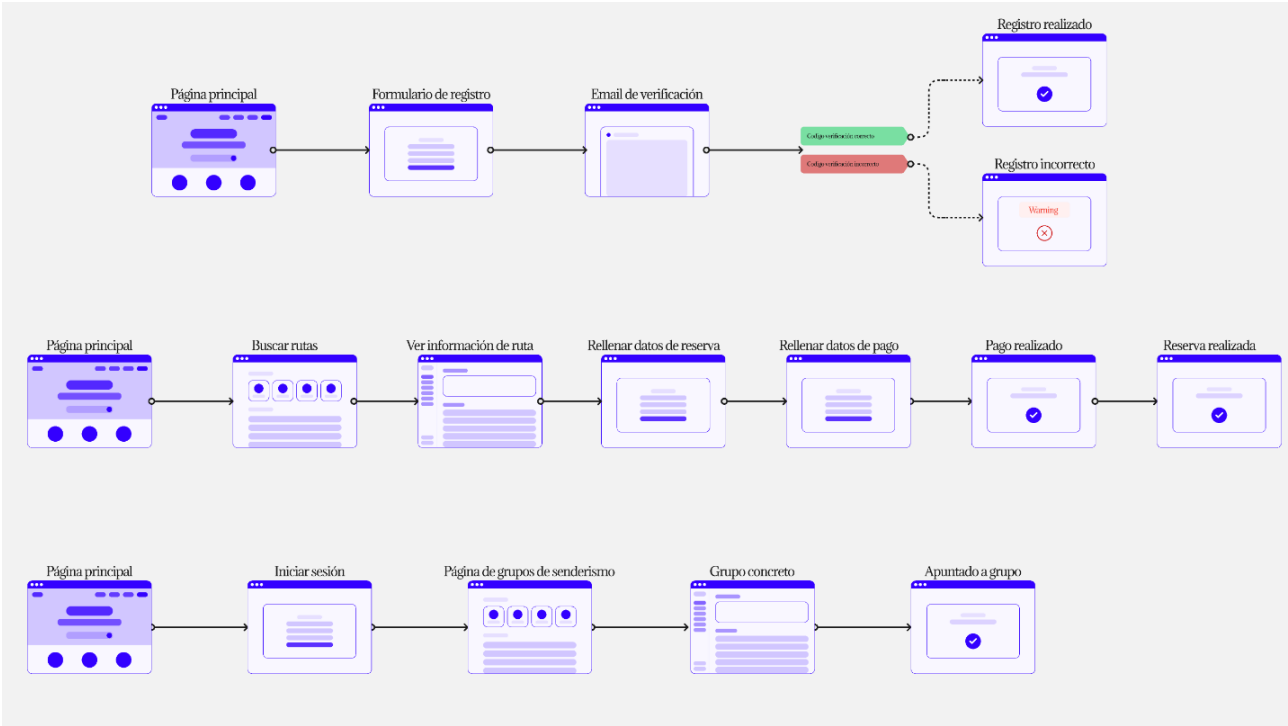 Registro realizado
Página principal
Formulario de registro
Email de verificación
Codigo verificación correcto
Codigo verificación incorrecto
Registro incorrecto
Warning
Página principal
Buscar rutas
Ver información de ruta
Rellenar datos de reserva
Rellenar datos de pago
Pago realizado
Reserva realizada
Página principal
Iniciar sesión
Página de grupos de senderismo
Grupo concreto
Apuntado a grupo